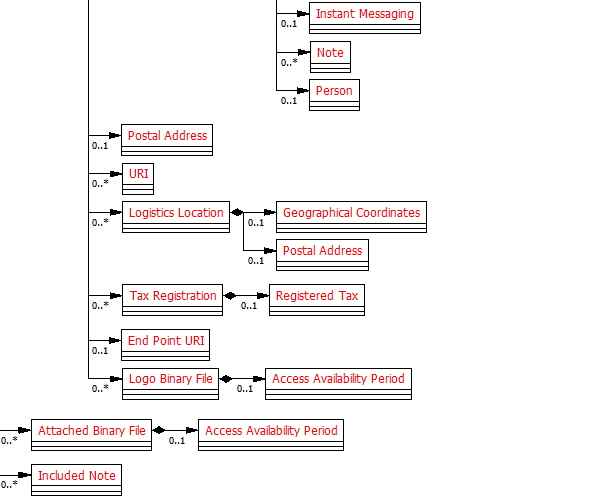 Instant Messaging
0..1
Note
0..*
Person
0..1
Postal Address
0..1
URI
0..*
Logistics Location
Geographical Coordinates
0..*
0..1
Postal Address
0..1
Tax Registration
Registered Tax
0..*
0..1
End Point URI
0..1
Logo Binary File
Access Availability Period
0..*
0..1
Attached Binary File
Access Availability Period
0..*
0..1
Included Note
0..*